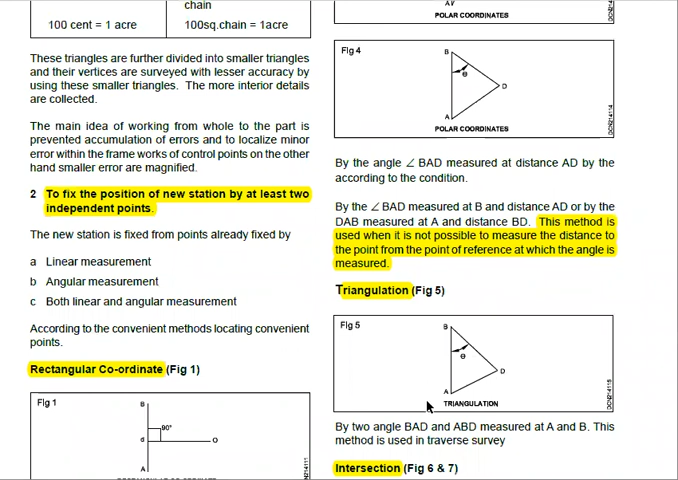 chain
100 cent = 1 acre
100sq.chain = 1acre
These triangles are further divided into smaller triangles
and their vertices are surveyed with lesser accuracy by
using these smaller triangles. The more interior details
are collected.
The main idea of working from whole to the part is
prevented accumulation of errors and to localize minor
error within the frame works of control points on the other
hand smaller error are magnified.
2 To fix the position of new station by at least two
independent points.
The new station is fixed from points already fixed by
a Linear measurement
b Angular measurement
c Both linear and angular measurement
According to the convenient methods locating convenient
points.
Rectangular Co-ordinate (Fig 1)
Fig 1
B
90°
d
O
A
POLAR COORDINATES
Fig 4
B
θ
D
A
POLAR COORDINATES
DCN214114
By the angle ∠ BAD measured at distance AD by the
according to the condition.
By the ∠BAD measured at B and distance AD or by the
DAB measured at A and distance BD. This method is
used when it is not possible to measure the distance to
the point from the point of reference at which the angle is
measured.
Triangulation (Fig 5)
Fig 5
B
θ
D
A
TRIANGULATION
DCN214115
By two angle BAD and ABD measured at A and B. This
method is used in traverse survey
Intersection (Fig 6 & 7)